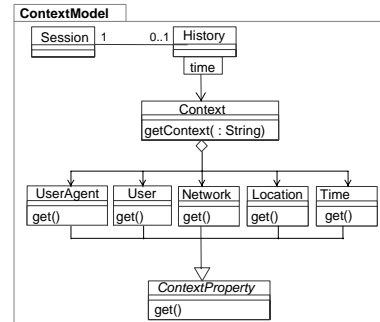 ContextModel
Session 1 0..1 History
time
Context
getContext( : String)
UserAgent User Network Location Time
get() get() get() get() get()
ContextProperty
get()